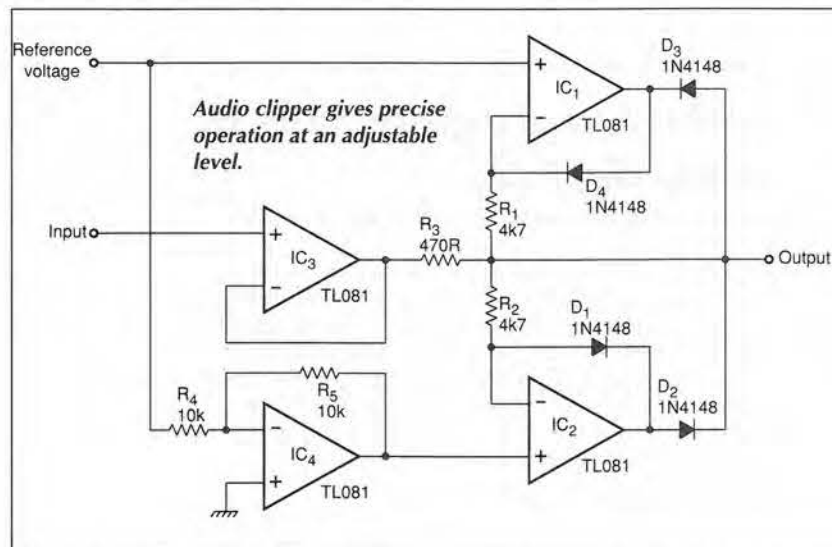 Reference
voltage
Audio clipper gives precise
operation at an adjustable
level.
+
IC1
−
TL081
D3
1N4148
D4
1N4148
R1
4k7
Input
+
IC3
−
TL081
R3
470R
Output
R2
4k7
D1
1N4148
D2
1N4148
R4
10k
R5
10k
−
IC4
+
TL081
−
IC2
+
TL081